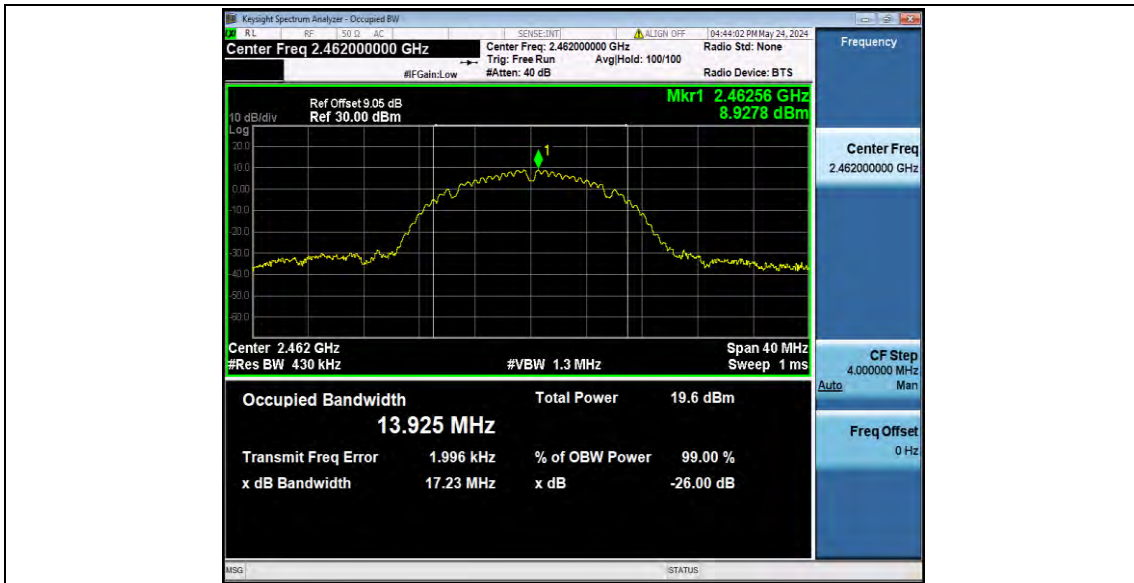 Keysight Spectrum Analyzer - Occupied BW
RL RF 50 Ω AC SENSE:INT ALIGN OFF 04:44:02 PM May 24, 2024
Center Freq 2.462000000 GHz
Center Freq: 2.462000000 GHz
Radio Std: None
Trig: Free Run Avg|Hold: 100/100
#IFGain:Low
#Atten: 40 dB
Radio Device: BTS
Frequency
Mkr1 2.46256 GHz
8.9278 dBm
Ref Offset 9.05 dB
10 dB/div Ref 30.00 dBm
Log
20.0
10.0
0.00
-10.0
-20.0
-30.0
-40.0
-50.0
-60.0
1
Center 2.462 GHz Span 40 MHz
#Res BW 430 kHz #VBW 1.3 MHz Sweep 1 ms
Occupied Bandwidth Total Power 19.6 dBm
13.925 MHz
Transmit Freq Error 1.996 kHz % of OBW Power 99.00 %
x dB Bandwidth 17.23 MHz x dB -26.00 dB
Center Freq
2.462000000 GHz
CF Step
4.000000 MHz
Auto Man
Freq Offset
0 Hz
MSG STATUS